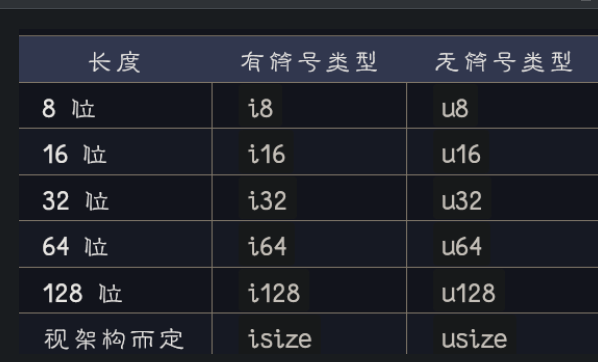 长度 有符号类型 无符号类型
8 位 i8 u8
16 位 i16 u16
32 位 i32 u32
64 位 i64 u64
128 位 i128 u128
视架构而定 isize usize